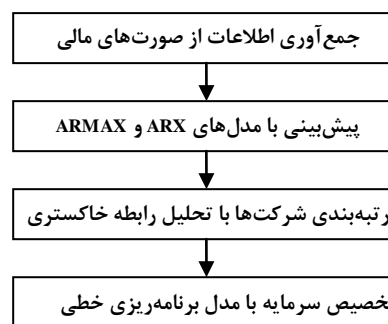 جمع‌آوری اطلاعات از صورت‌های مالی
پیش‌بینی با مدل‌های ARX و ARMAX
رتبه‌بندی شرکت‌ها با تحلیل رابطه خاکستری
تخصیص سرمایه با مدل برنامه‌ریزی خطی